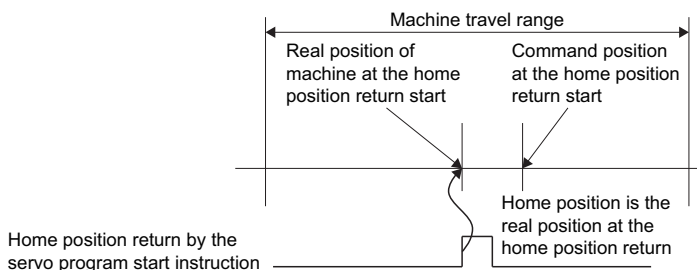 Machine travel range
Real position of
machine at the home
position return start
Command position
at the home position
return start
Home position is the
real position at the
home position return
Home position return by the
servo program start instruction